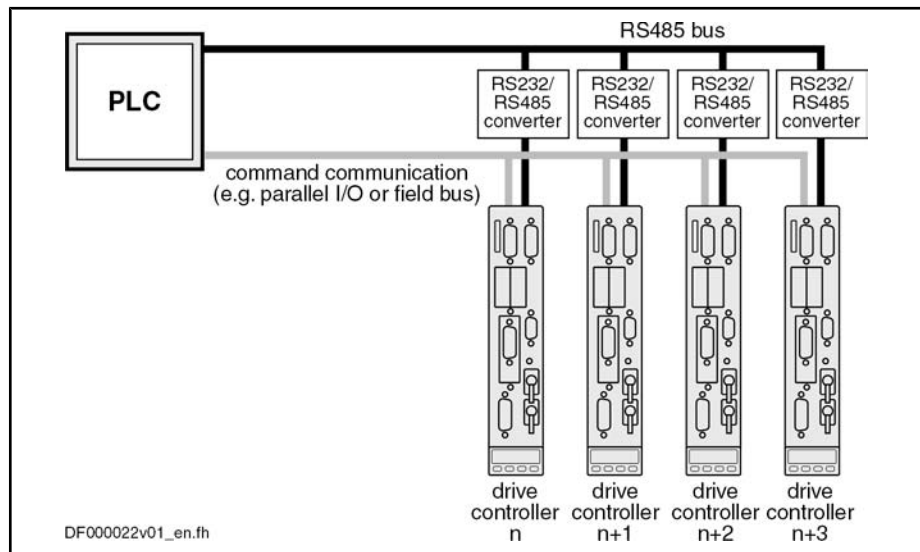 RS485 bus
PLC
RS232/
RS485
converter
RS232/
RS485
converter
RS232/
RS485
converter
RS232/
RS485
converter
command communication
(e.g. parallel I/O or field bus)
drive
controller
n
drive
controller
n+1
drive
controller
n+2
drive
controller
n+3
DF000022v01_en.fh